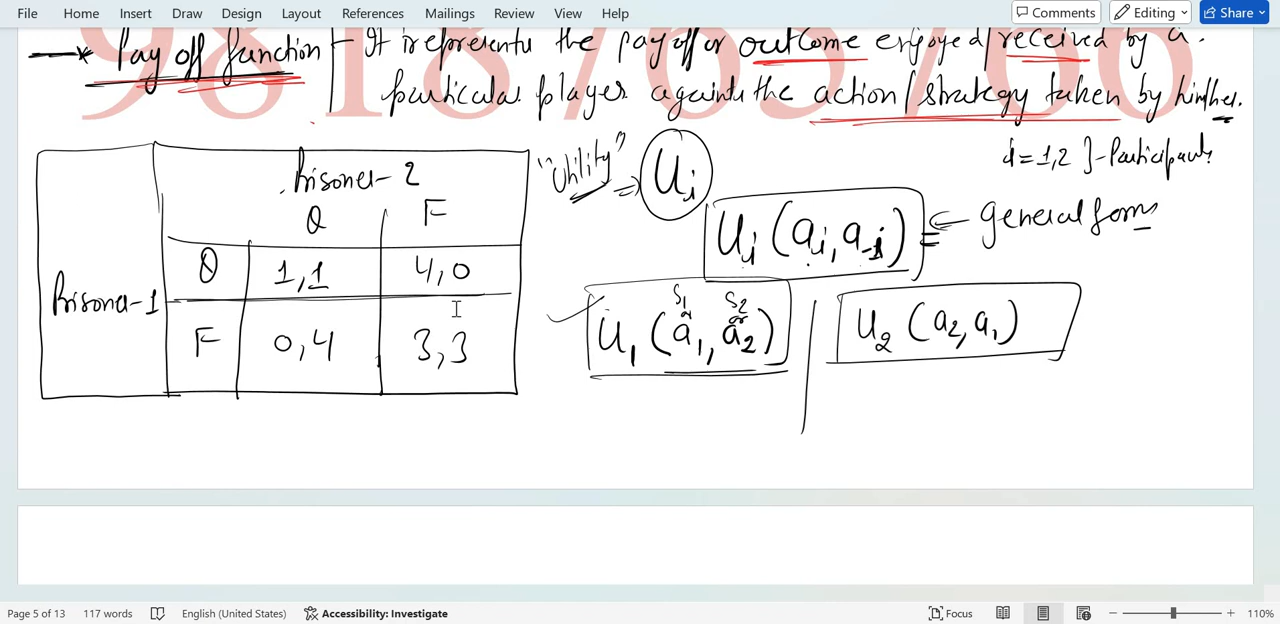 File Home Insert Draw Design Layout References Mailings Review View Help Comments Editing Share
9818765766
Pay off function It represents the pay off or outcome enjoyed/received by a
particular player againts the action/strategy taken by him/her.
i=1,2 }-Participants
"Utility" ⇒ Ui
Prisoner-2
Q F
Ui (ai, a-i) = ⇐ general form
Prisoner-1
Q 1,1 4,0
F 0,4 3,3
S1 S2
U1 (a1, a2) U2 (a2, a1)
Page 5 of 13 117 words English (United States) Accessibility: Investigate Focus 110%